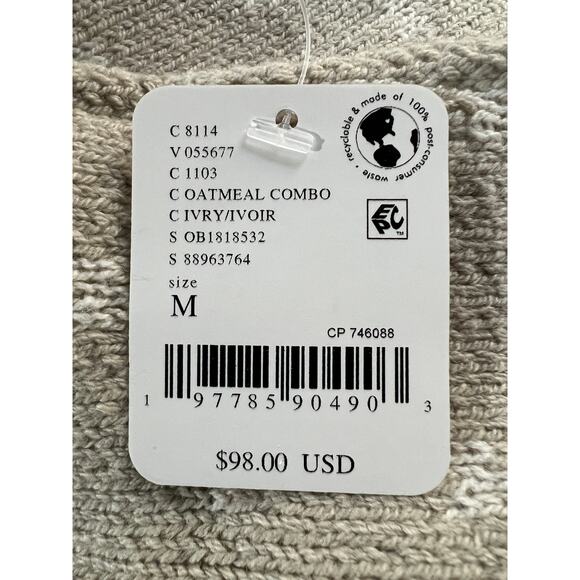 C 8114
V 055677
C 1103
C OATMEAL COMBO
C IVRY/IVOIR
S OB1818532
S 88963764
size
M
recyclable & made of 100% post-consumer waste •
EPC™
CP 746088
1 97785 90490 3
$98.00 USD